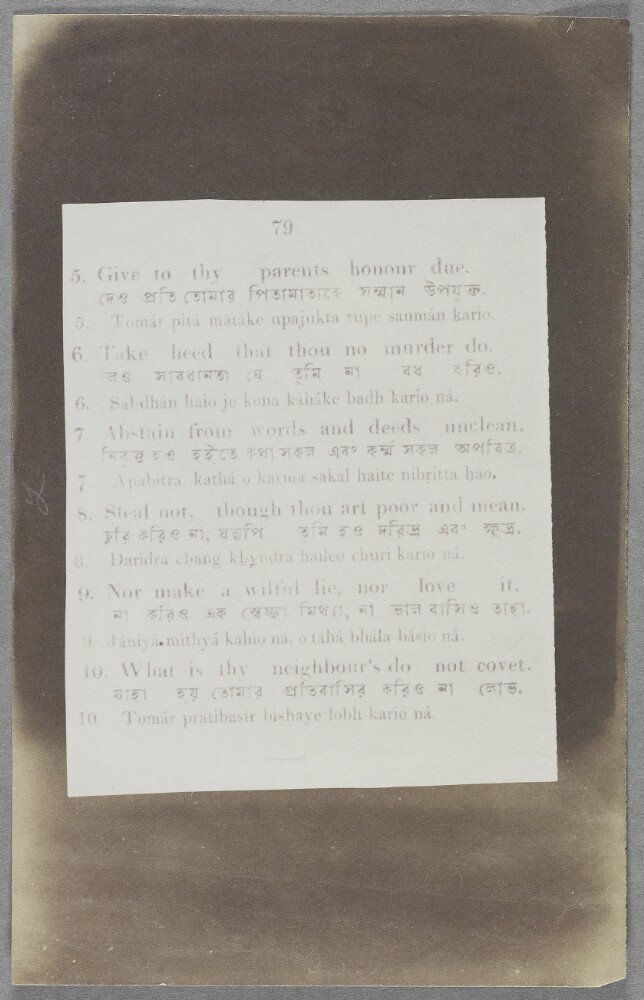 79
5. Give to thy parents honour due.
দেও প্রতি তোমার পিতামাতাকে সন্মান উপযুক্ত.
5. Tomár pitá mátáke upajukta rupe sanmán kario.
6. Take heed that thou no murder do.
লও সাবধানতা যে তুমি না বধ করিও.
6. Sábdhán haio je kona káháke badh kario ná.
7. Abstain from words and deeds unclean.
নিবৃত্ত হও হইতে কথা সকল এবং কর্ম্ম সকল অপবিত্র.
7 Apabitra kathá o karma sakal haite nibritta hao.
8. Steal not, though thou art poor and mean.
চুরি করিও না, যদ্যপি তুমি হও দরিদ্র এবং ক্ষুদ্র.
8. Daridra ebang khyudra haileo churi kario ná.
9. Nor make a wilful lie, nor love it.
না করিও এক স্বেচ্ছা মিথ্যা, না ভাল বাসিও তাহা.
9. Jániyá mithyá kahio ná, o táhá bhála básio ná.
10. What is thy neighbour's do not covet.
যাহা হয় তোমার প্রতিবাসির করিও না লোভ.
10. Tomár pratibasir bishaye lobh kario ná.